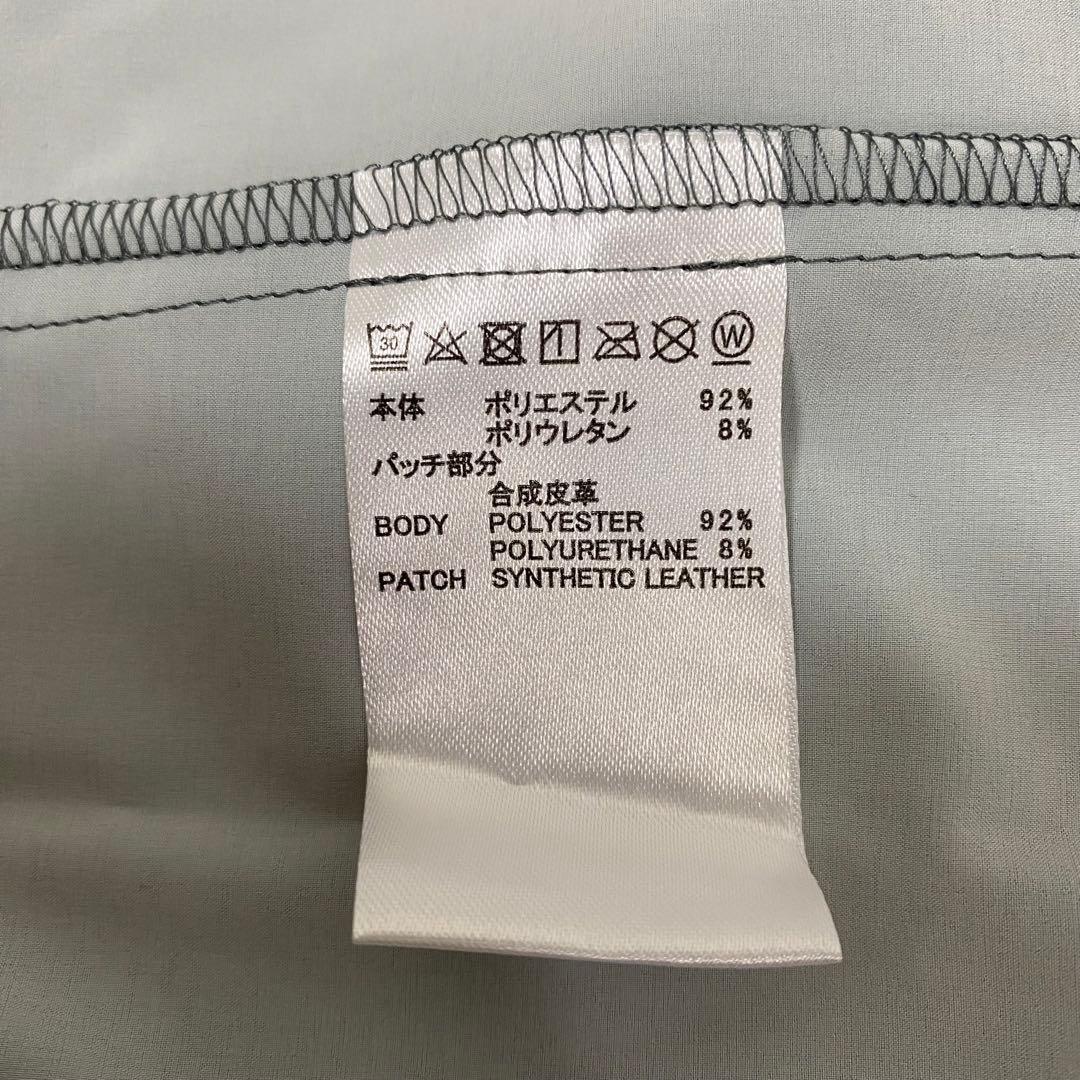 30 W
本体 ポリエステル 92%
ポリウレタン 8%
パッチ部分
合成皮革
BODY POLYESTER 92%
POLYURETHANE 8%
PATCH SYNTHETIC LEATHER